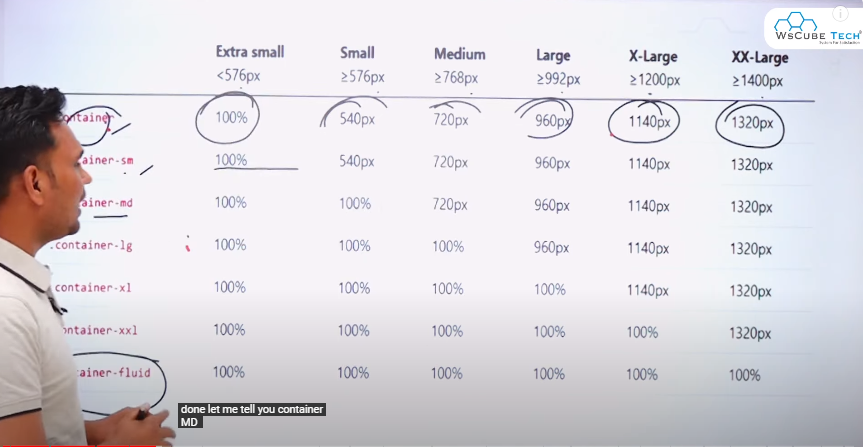 WsCube Tech
Extra small Small Medium Large X-Large XX-Large
<576px ≥576px ≥768px ≥992px ≥1200px ≥1400px
ontainer 100% 540px 720px 960px 1140px 1320px
ainer-sm 100% 540px 720px 960px 1140px 1320px
ainer-md 100% 100% 720px 960px 1140px 1320px
.container-lg 100% 100% 100% 960px 1140px 1320px
container-xl 100% 100% 100% 100% 1140px 1320px
ontainer-xxl 100% 100% 100% 100% 100% 1320px
ainer-fluid 100% 100% 100% 100% 100% 100%
done let me tell you container
MD